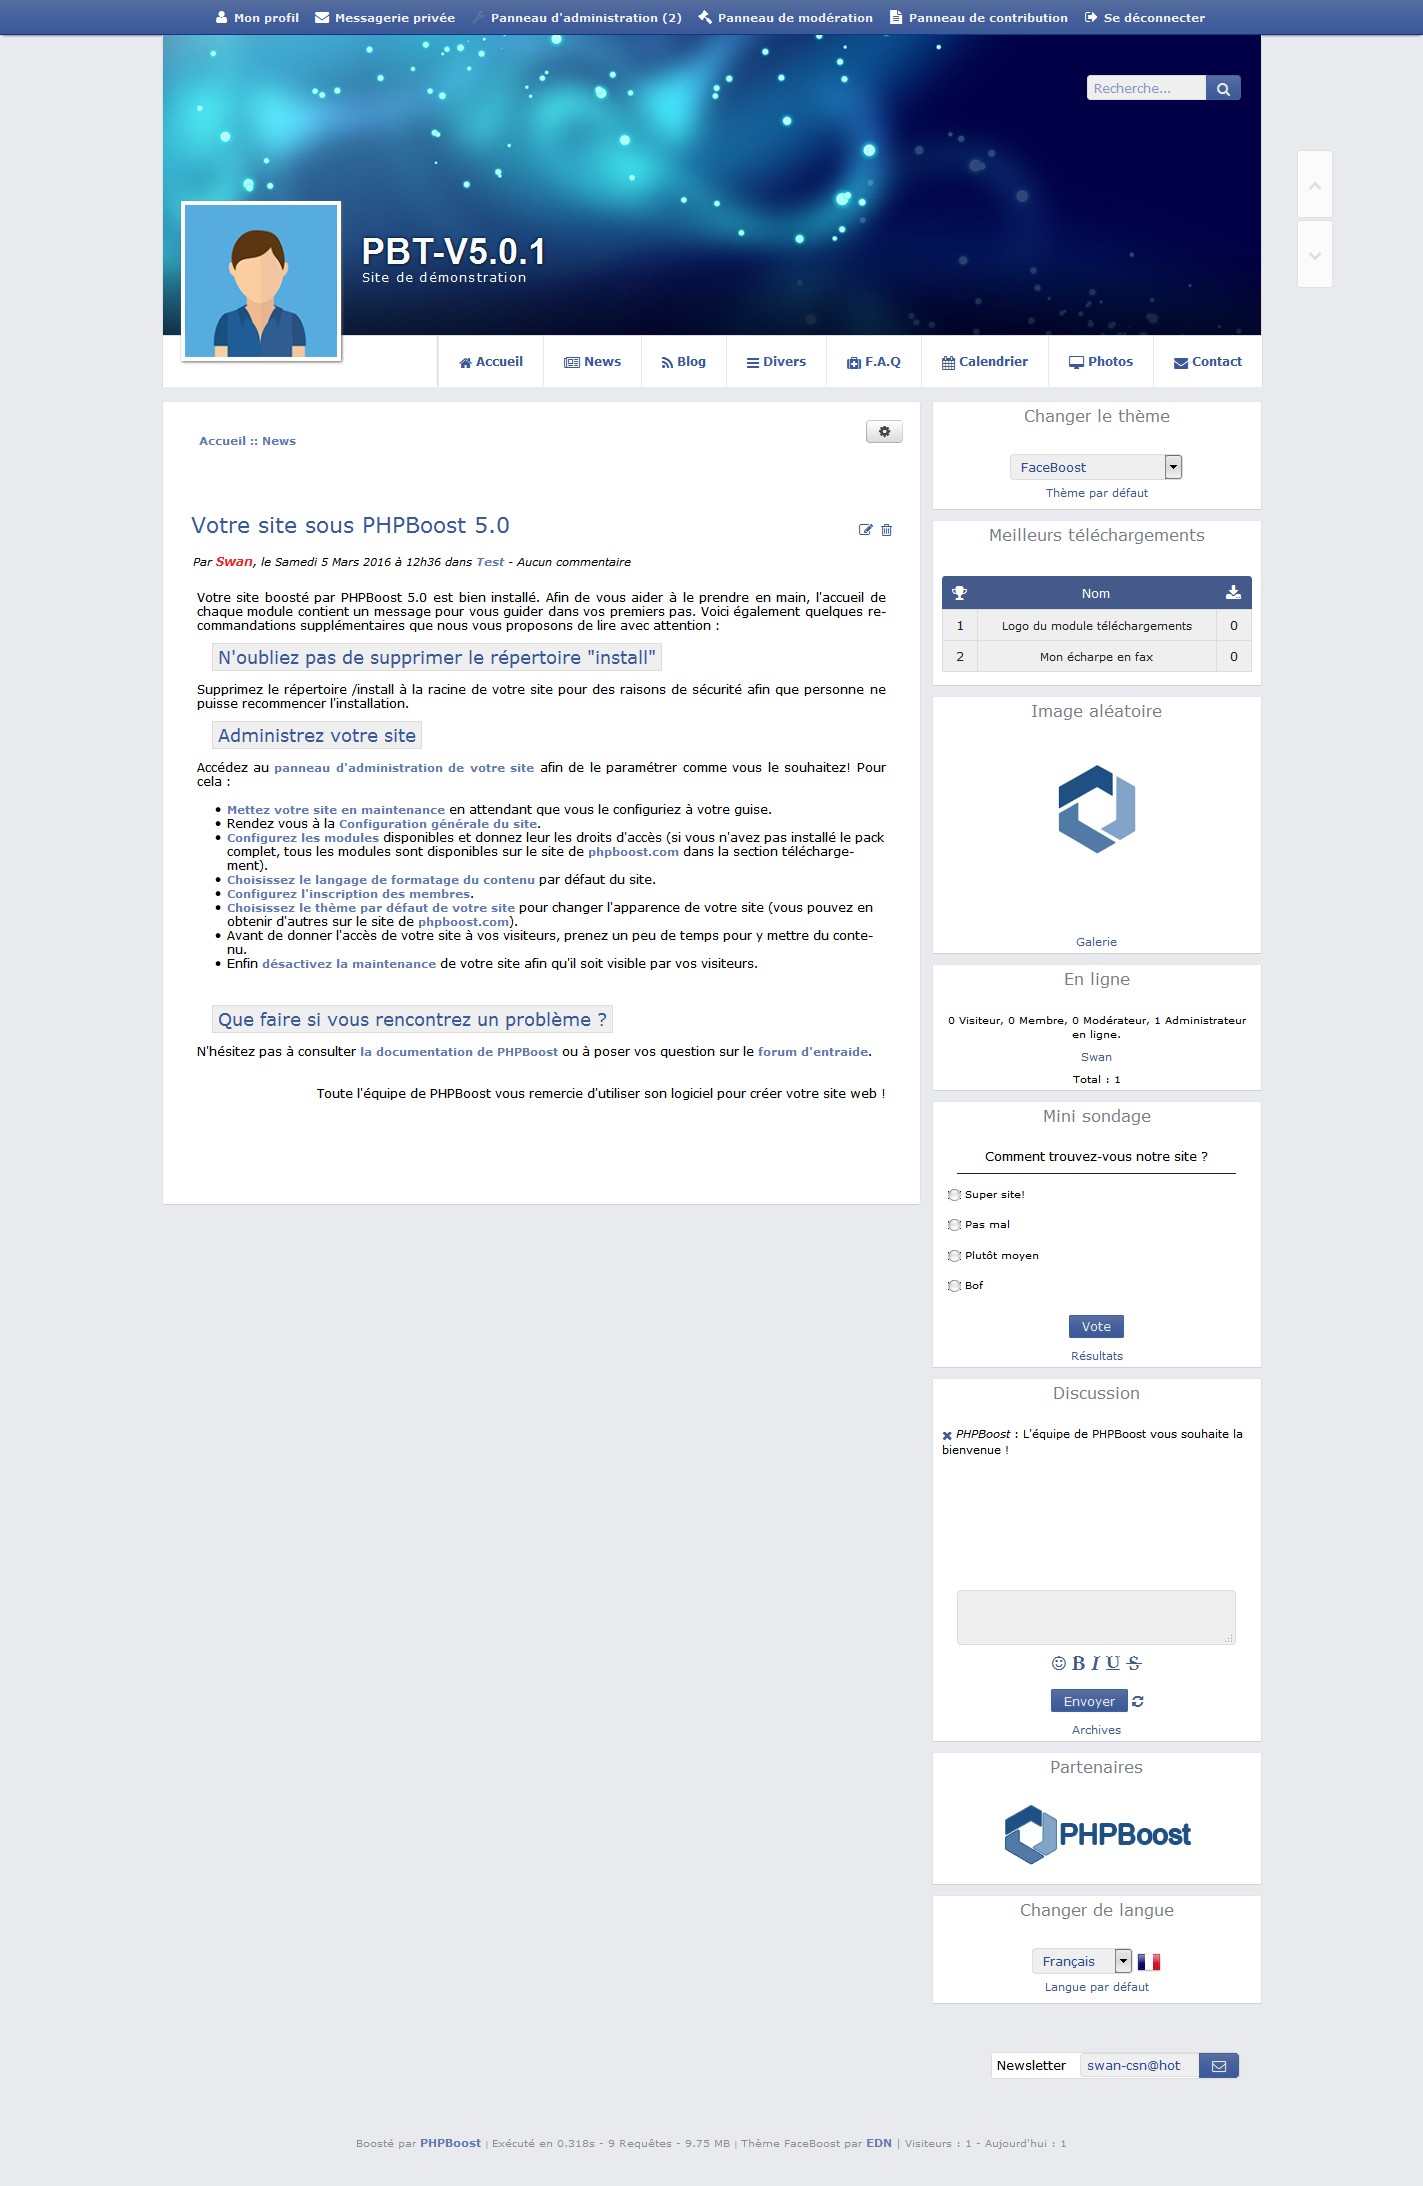 Mon profil Messagerie privée Panneau d'administration (2) Panneau de modération Panneau de contribution Se déconnecter
Recherche...
PBT-V5.0.1
Site de démonstration
Accueil News Blog Divers F.A.Q Calendrier Photos Contact
Accueil :: News
Votre site sous PHPBoost 5.0
Par Swan, le Samedi 5 Mars 2016 à 12h36 dans Test - Aucun commentaire
Votre site boosté par PHPBoost 5.0 est bien installé. Afin de vous aider à le prendre en main, l'accueil de
chaque module contient un message pour vous guider dans vos premiers pas. Voici également quelques re-
commandations supplémentaires que nous vous proposons de lire avec attention :
N'oubliez pas de supprimer le répertoire "install"
Supprimez le répertoire /install à la racine de votre site pour des raisons de sécurité afin que personne ne
puisse recommencer l'installation.
Administrez votre site
Accédez au panneau d'administration de votre site afin de le paramétrer comme vous le souhaitez! Pour
cela :
• Mettez votre site en maintenance en attendant que vous le configuriez à votre guise.
• Rendez vous à la Configuration générale du site.
• Configurez les modules disponibles et donnez leur les droits d'accès (si vous n'avez pas installé le pack
complet, tous les modules sont disponibles sur le site de phpboost.com dans la section télécharge-
ment).
• Choisissez le langage de formatage du contenu par défaut du site.
• Configurez l'inscription des membres.
• Choisissez le thème par défaut de votre site pour changer l'apparence de votre site (vous pouvez en
obtenir d'autres sur le site de phpboost.com).
• Avant de donner l'accès de votre site à vos visiteurs, prenez un peu de temps pour y mettre du conte-
nu.
• Enfin désactivez la maintenance de votre site afin qu'il soit visible par vos visiteurs.
Que faire si vous rencontrez un problème ?
N'hésitez pas à consulter la documentation de PHPBoost ou à poser vos question sur le forum d'entraide.
Toute l'équipe de PHPBoost vous remercie d'utiliser son logiciel pour créer votre site web !
Changer le thème
FaceBoost
Thème par défaut
Meilleurs téléchargements
Nom
1 Logo du module téléchargements 0
2 Mon écharpe en fax 0
Image aléatoire
Galerie
En ligne
0 Visiteur, 0 Membre, 0 Modérateur, 1 Administrateur
en ligne.
Swan
Total : 1
Mini sondage
Comment trouvez-vous notre site ?
Super site!
Pas mal
Plutôt moyen
Bof
Vote
Résultats
Discussion
PHPBoost : L'équipe de PHPBoost vous souhaite la
bienvenue !
B I U S
Envoyer
Archives
Partenaires
PHPBoost
Changer de langue
Français
Langue par défaut
Newsletter swan-csn@hot
Boosté par PHPBoost | Exécuté en 0.318s - 9 Requêtes - 9.75 MB | Thème FaceBoost par EDN | Visiteurs : 1 - Aujourd'hui : 1